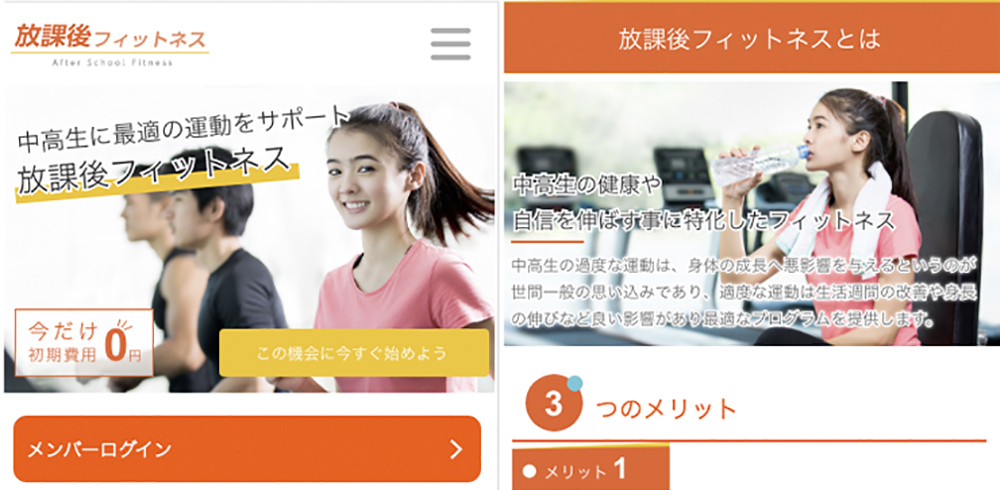 放課後フィットネス
After School Fitness
中高生に最適の運動をサポート
放課後フィットネス
今だけ
初期費用0円
この機会に今すぐ始めよう
メンバーログイン
放課後フィットネスとは
中高生の健康や
自信を伸ばす事に特化したフィットネス
中高生の過度な運動は、身体の成長へ悪影響を与えるというのが
世間一般の思い込みであり、適度な運動は生活週間の改善や身長
の伸びなど良い影響があり最適なプログラムを提供します。
3つのメリット
メリット1